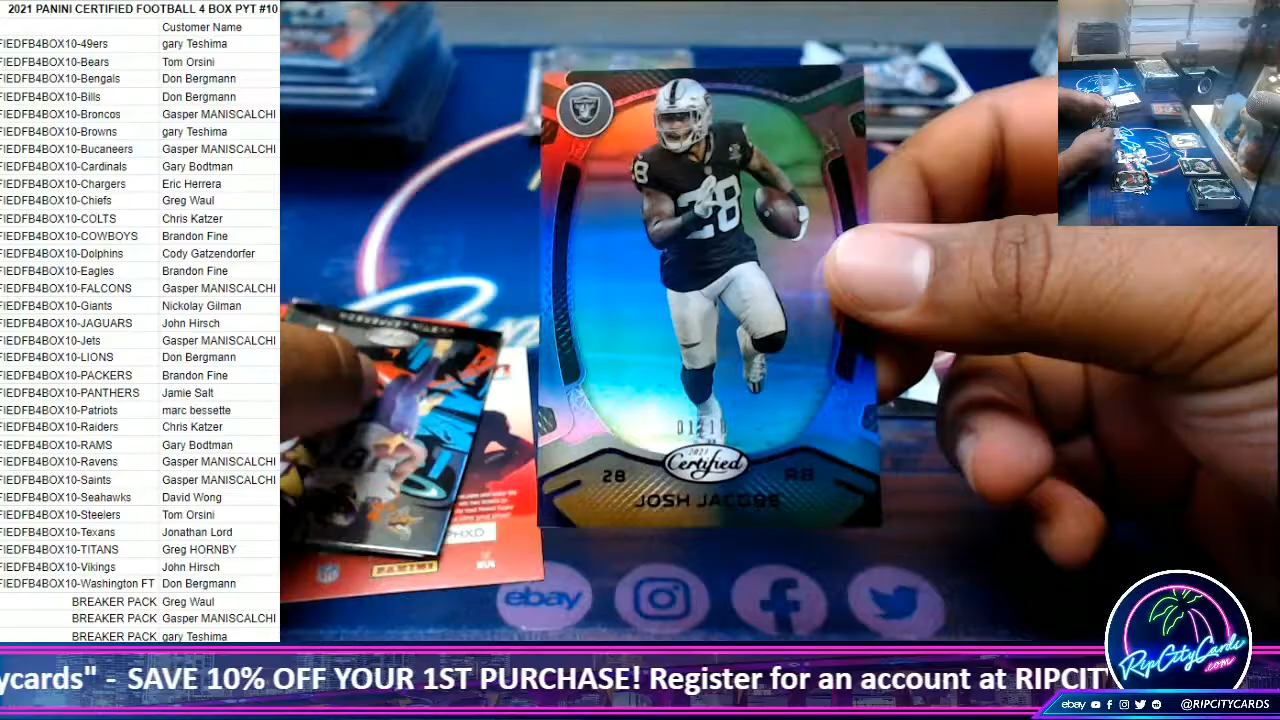 2021 PANINI CERTIFIED FOOTBALL 4 BOX PYT #10
Customer Name
FIEDFB4BOX10-49ers gary Teshima
FIEDFB4BOX10-Bears Tom Orsini
FIEDFB4BOX10-Bengals Don Bergmann
FIEDFB4BOX10-Bills Don Bergmann
FIEDFB4BOX10-Broncos Gasper MANISCALCHI
FIEDFB4BOX10-Browns gary Teshima
FIEDFB4BOX10-Bucaneers Gasper MANISCALCHI
FIEDFB4BOX10-Cardinals Gary Bodtman
FIEDFB4BOX10-Chargers Eric Herrera
FIEDFB4BOX10-Chiefs Greg Waul
FIEDFB4BOX10-COLTS Chris Katzer
FIEDFB4BOX10-COWBOYS Brandon Fine
FIEDFB4BOX10-Dolphins Cody Gatzendorfer
FIEDFB4BOX10-Eagles Brandon Fine
FIEDFB4BOX10-FALCONS Gasper MANISCALCHI
FIEDFB4BOX10-Giants Nickolay Gilman
FIEDFB4BOX10-JAGUARS John Hirsch
FIEDFB4BOX10-Jets Gasper MANISCALCHI
FIEDFB4BOX10-LIONS Don Bergmann
FIEDFB4BOX10-PACKERS Brandon Fine
FIEDFB4BOX10-PANTHERS Jamie Salt
FIEDFB4BOX10-Patriots marc bessette
FIEDFB4BOX10-Raiders Chris Katzer
FIEDFB4BOX10-RAMS Gary Bodtman
FIEDFB4BOX10-Ravens Gasper MANISCALCHI
FIEDFB4BOX10-Saints Gasper MANISCALCHI
FIEDFB4BOX10-Seahawks David Wong
FIEDFB4BOX10-Steelers Tom Orsini
FIEDFB4BOX10-Texans Jonathan Lord
FIEDFB4BOX10-TITANS Greg HORNBY
FIEDFB4BOX10-Vikings John Hirsch
FIEDFB4BOX10-Washington FT Don Bergmann
BREAKER PACK Greg Waul
BREAKER PACK Gasper MANISCALCHI
BREAKER PACK gary Teshima
RAIDERS
28
01/10
2021
Certified
28 RB
JOSH JACOBS
PANINI
NFL
ebay
RipCityCards
.com
ycards" - SAVE 10% OFF YOUR 1ST PURCHASE! Register for an account at RIPCIT
ebay @RIPCITYCARDS